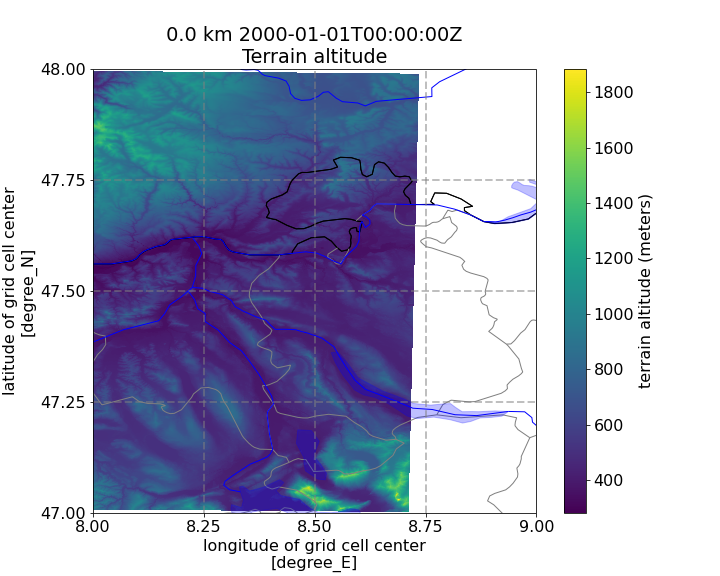 0.0 km 2000-01-01T00:00:00Z
Terrain altitude
48.00
47.75
47.50
47.25
47.00
latitude of grid cell center
[degree_N]
8.00 8.25 8.50 8.75 9.00
longitude of grid cell center
[degree_E]
1800
1600
1400
1200
1000
800
600
400
terrain altitude (meters)